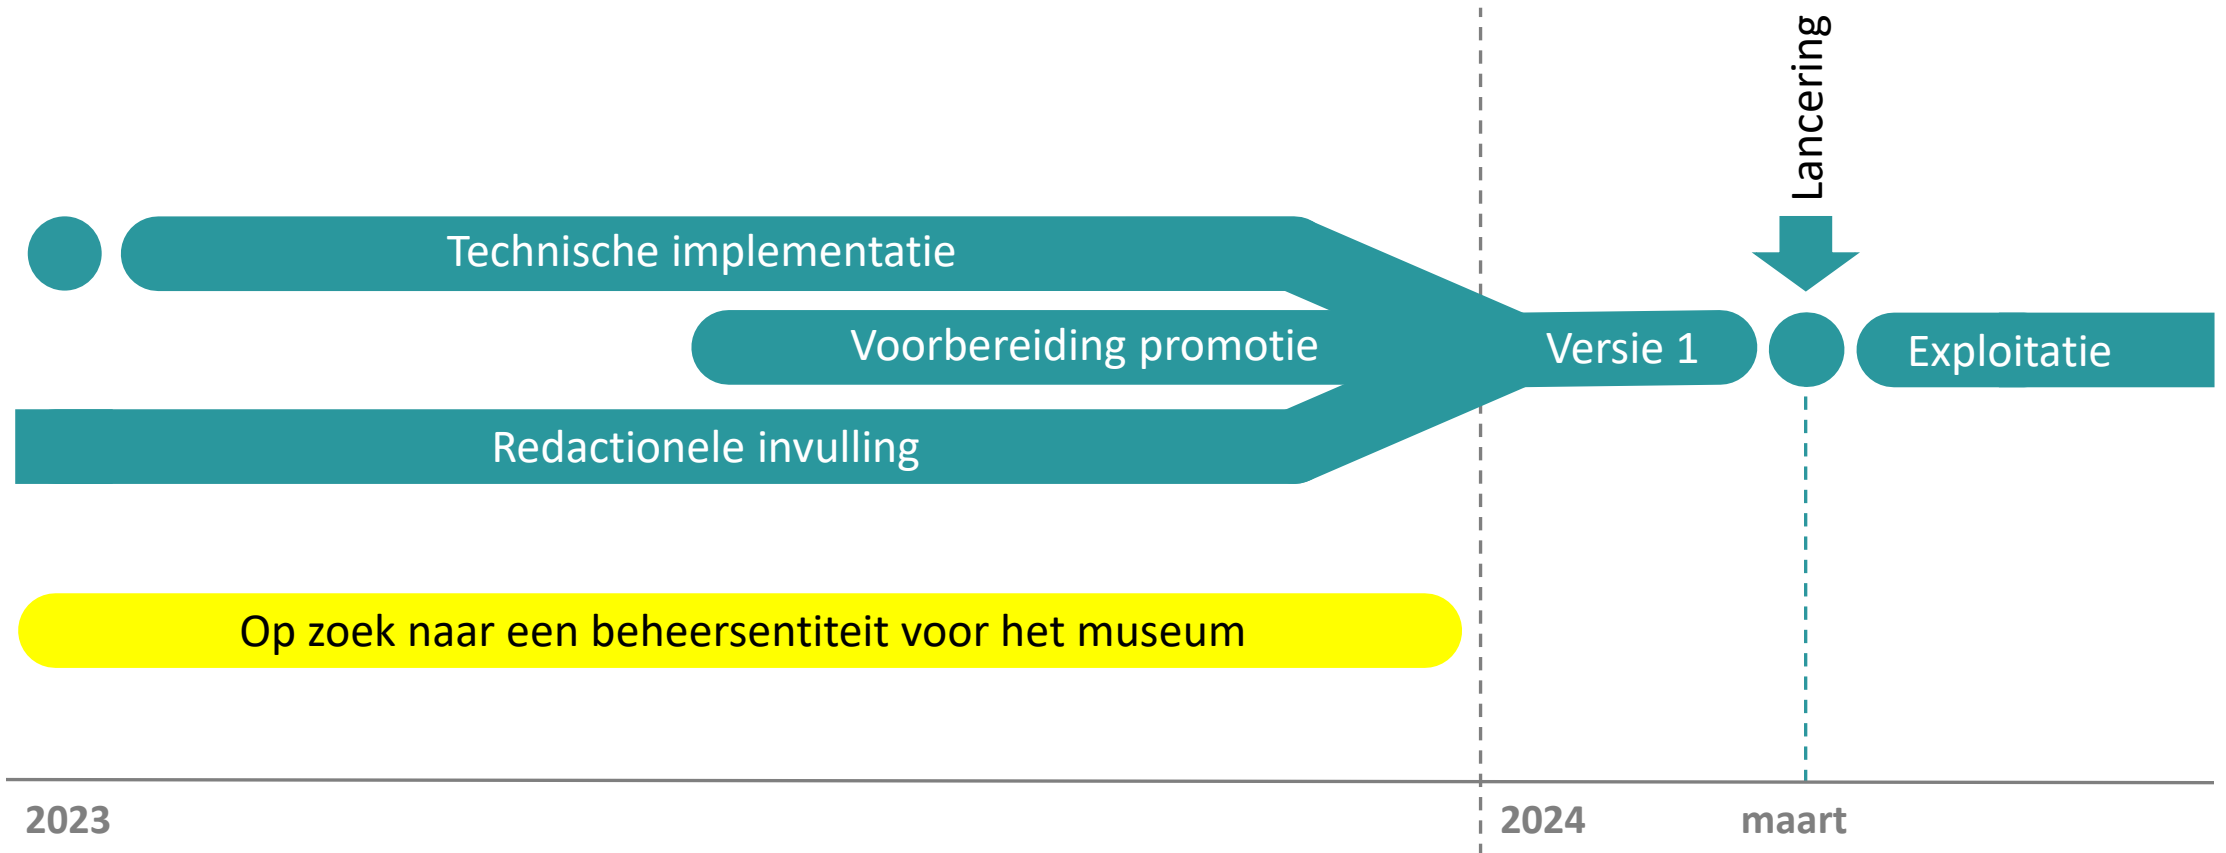 Lancering
Technische implementatie
Voorbereiding promotie
Versie 1
Exploitatie
Redactionele invulling
Op zoek naar een beheersentiteit voor het museum
2023
2024
maart